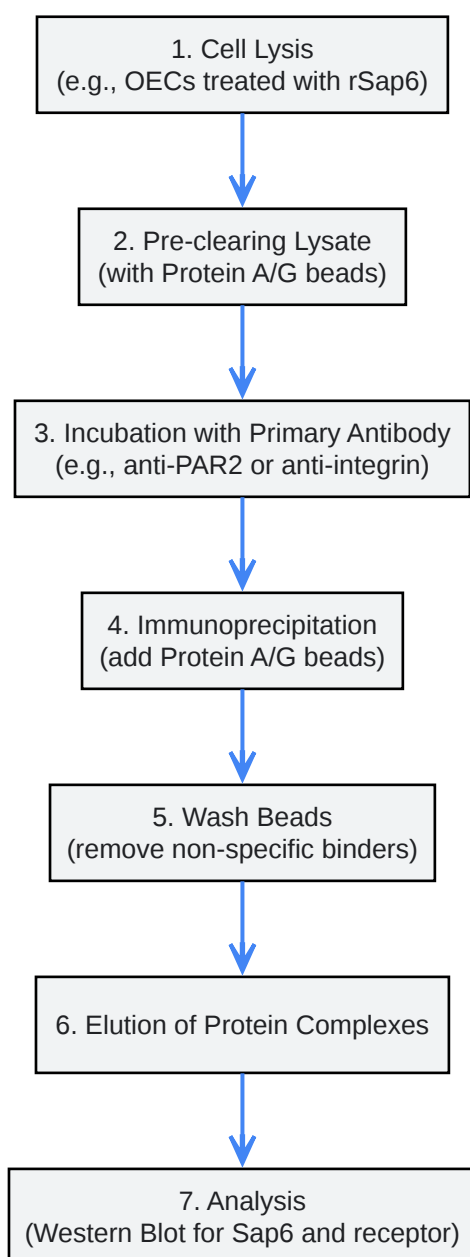 1. Cell Lysis
(e.g., OECs treated with rSap6)
2. Pre-clearing Lysate
(with Protein A/G beads)
3. Incubation with Primary Antibody
(e.g., anti-PAR2 or anti-integrin)
4. Immunoprecipitation
(add Protein A/G beads)
5. Wash Beads
(remove non-specific binders)
6. Elution of Protein Complexes
7. Analysis
(Western Blot for Sap6 and receptor)